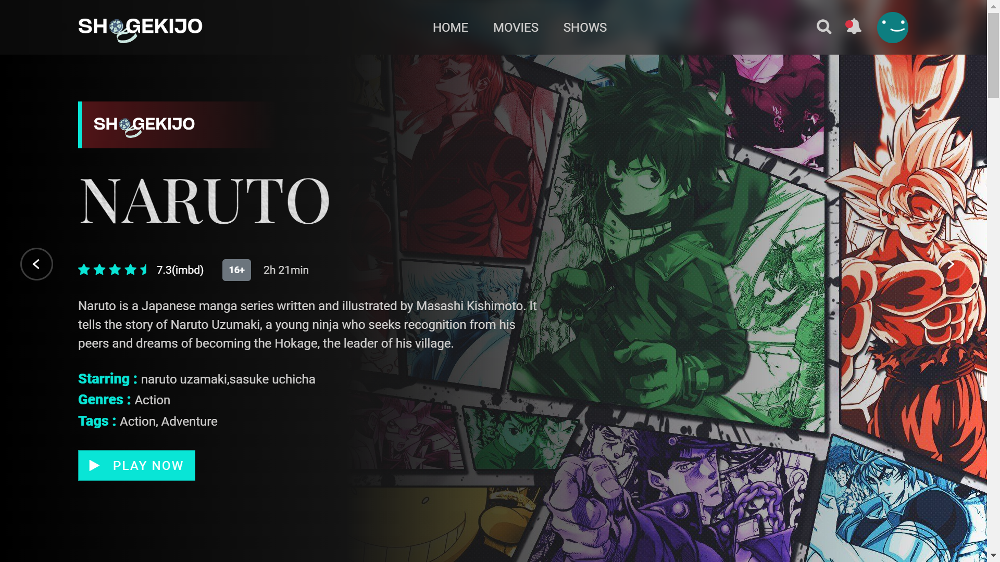 SHOGEKIJO
HOME MOVIES SHOWS
SHOGEKIJO
NARUTO
7.3(imbd) 16+ 2h 21min
Naruto is a Japanese manga series written and illustrated by Masashi Kishimoto. It
tells the story of Naruto Uzumaki, a young ninja who seeks recognition from his
peers and dreams of becoming the Hokage, the leader of his village.
Starring : naruto uzamaki,sasuke uchicha
Genres : Action
Tags : Action, Adventure
PLAY NOW